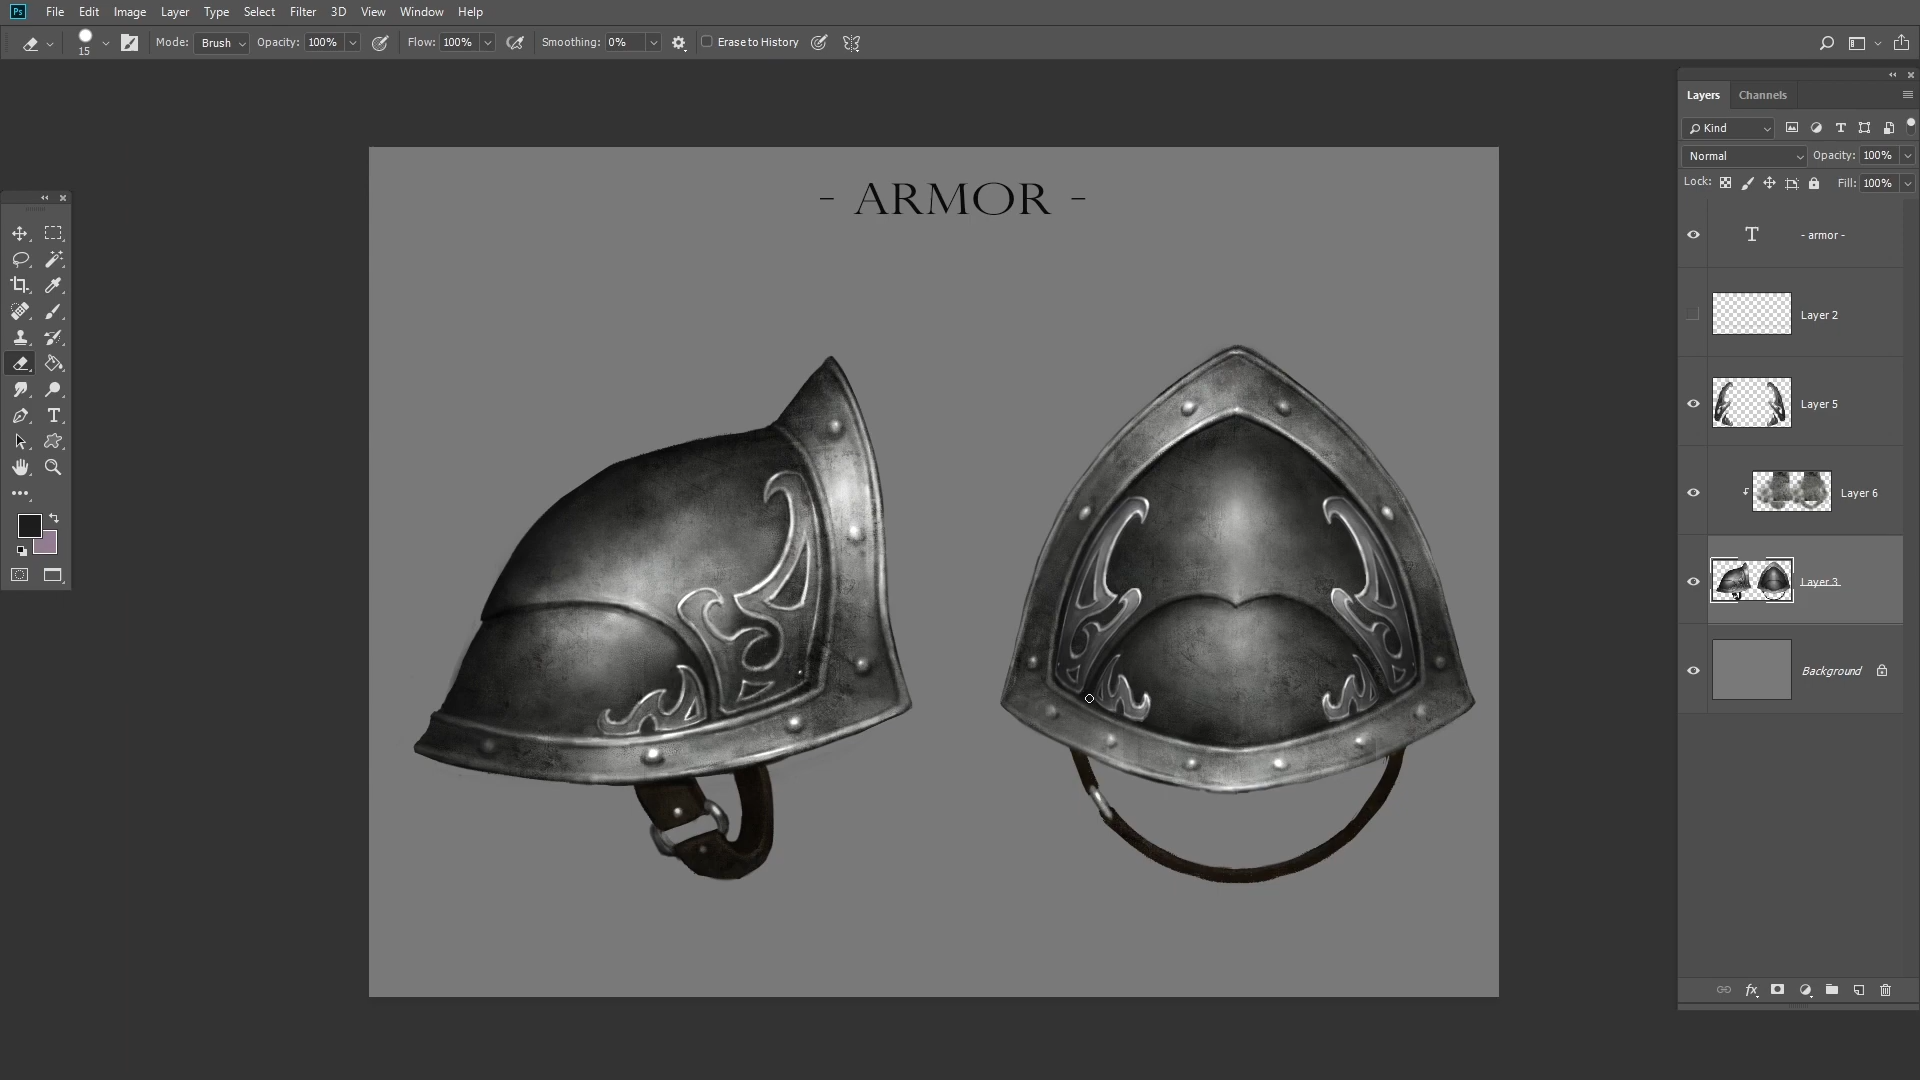 Ps File Edit Image Layer Type Select Filter 3D View Window Help
15 Mode: Brush Opacity: 100% Flow: 100% Smoothing: 0% Erase to History
Layers Channels
Kind
Normal Opacity: 100%
Lock: Fill: 100%
- ARMOR -
T - armor -
Layer 2
Layer 5
Layer 6
Layer 3
Background
fx